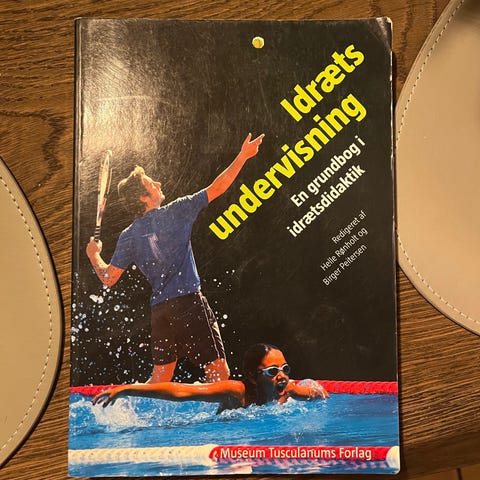 Idræts
undervisning
En grundbog i
idrætsdidaktik
Redigeret af
Helle Rønholt og
Birger Peitersen
Museum Tusculanums Forlag